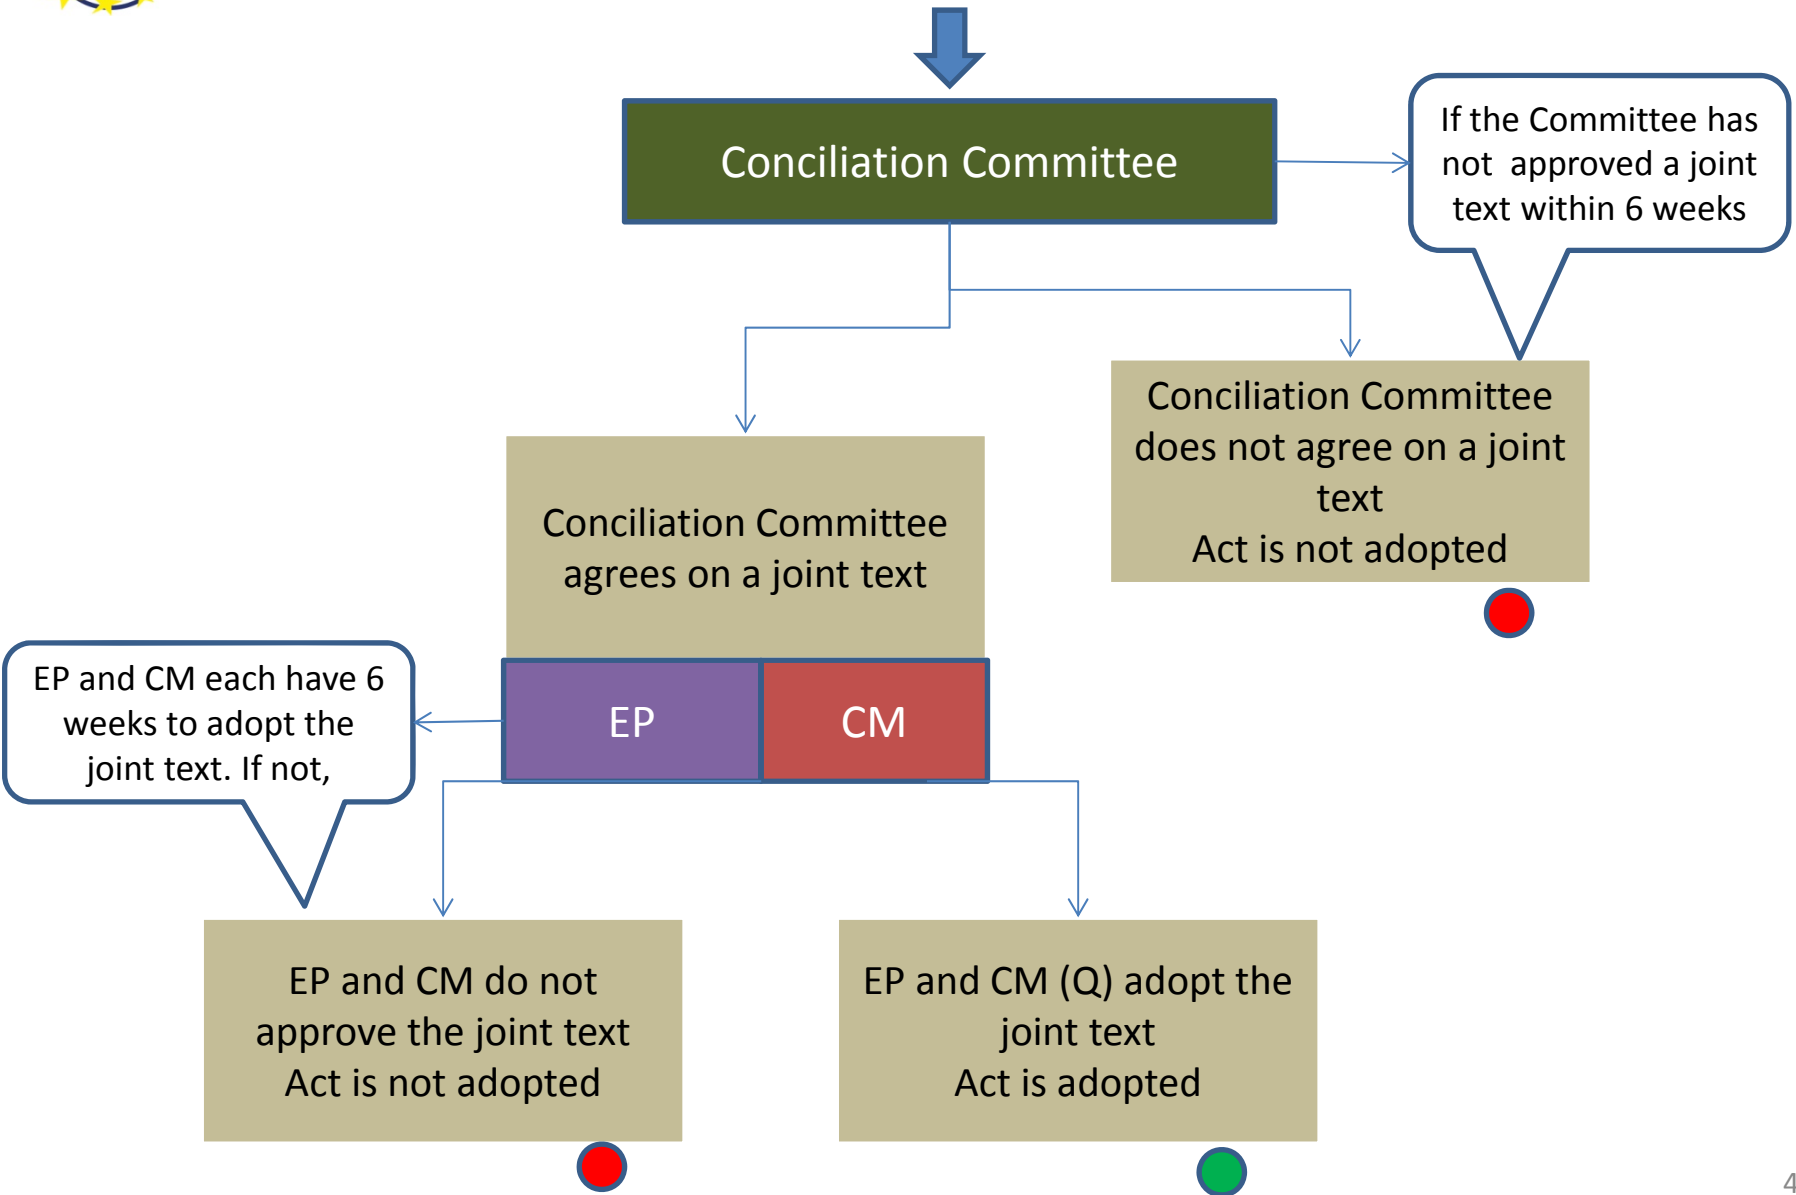 Conciliation Committee
If the Committee has
not approved a joint
text within 6 weeks
Conciliation Committee
does not agree on a joint
text
Act is not adopted
Conciliation Committee
agrees on a joint text
EP and CM each have 6
weeks to adopt the
joint text. If not,
EP
CM
EP and CM do not
approve the joint text
Act is not adopted
EP and CM (Q) adopt the
joint text
Act is adopted
4